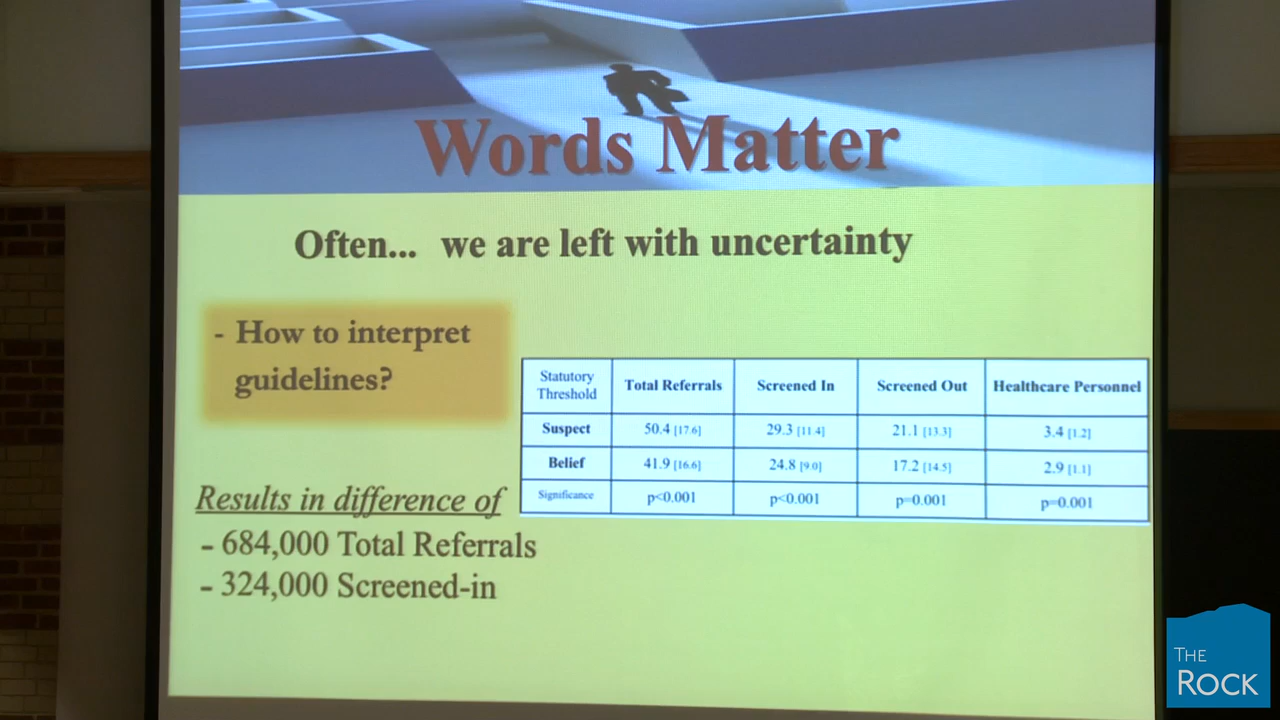 Words Matter
Often... we are left with uncertainty
- How to interpret
guidelines?
Statutory Threshold Total Referrals Screened In Screened Out Healthcare Personnel
Suspect 50.4 [17.6] 29.3 [11.4] 21.1 [13.3] 3.4 [1.2]
Belief 41.9 [16.6] 24.8 [9.0] 17.2 [14.5] 2.9 [1.1]
Significance p<0.001 p<0.001 p=0.001 p=0.001
Results in difference of
- 684,000 Total Referrals
- 324,000 Screened-in
THE
ROCK